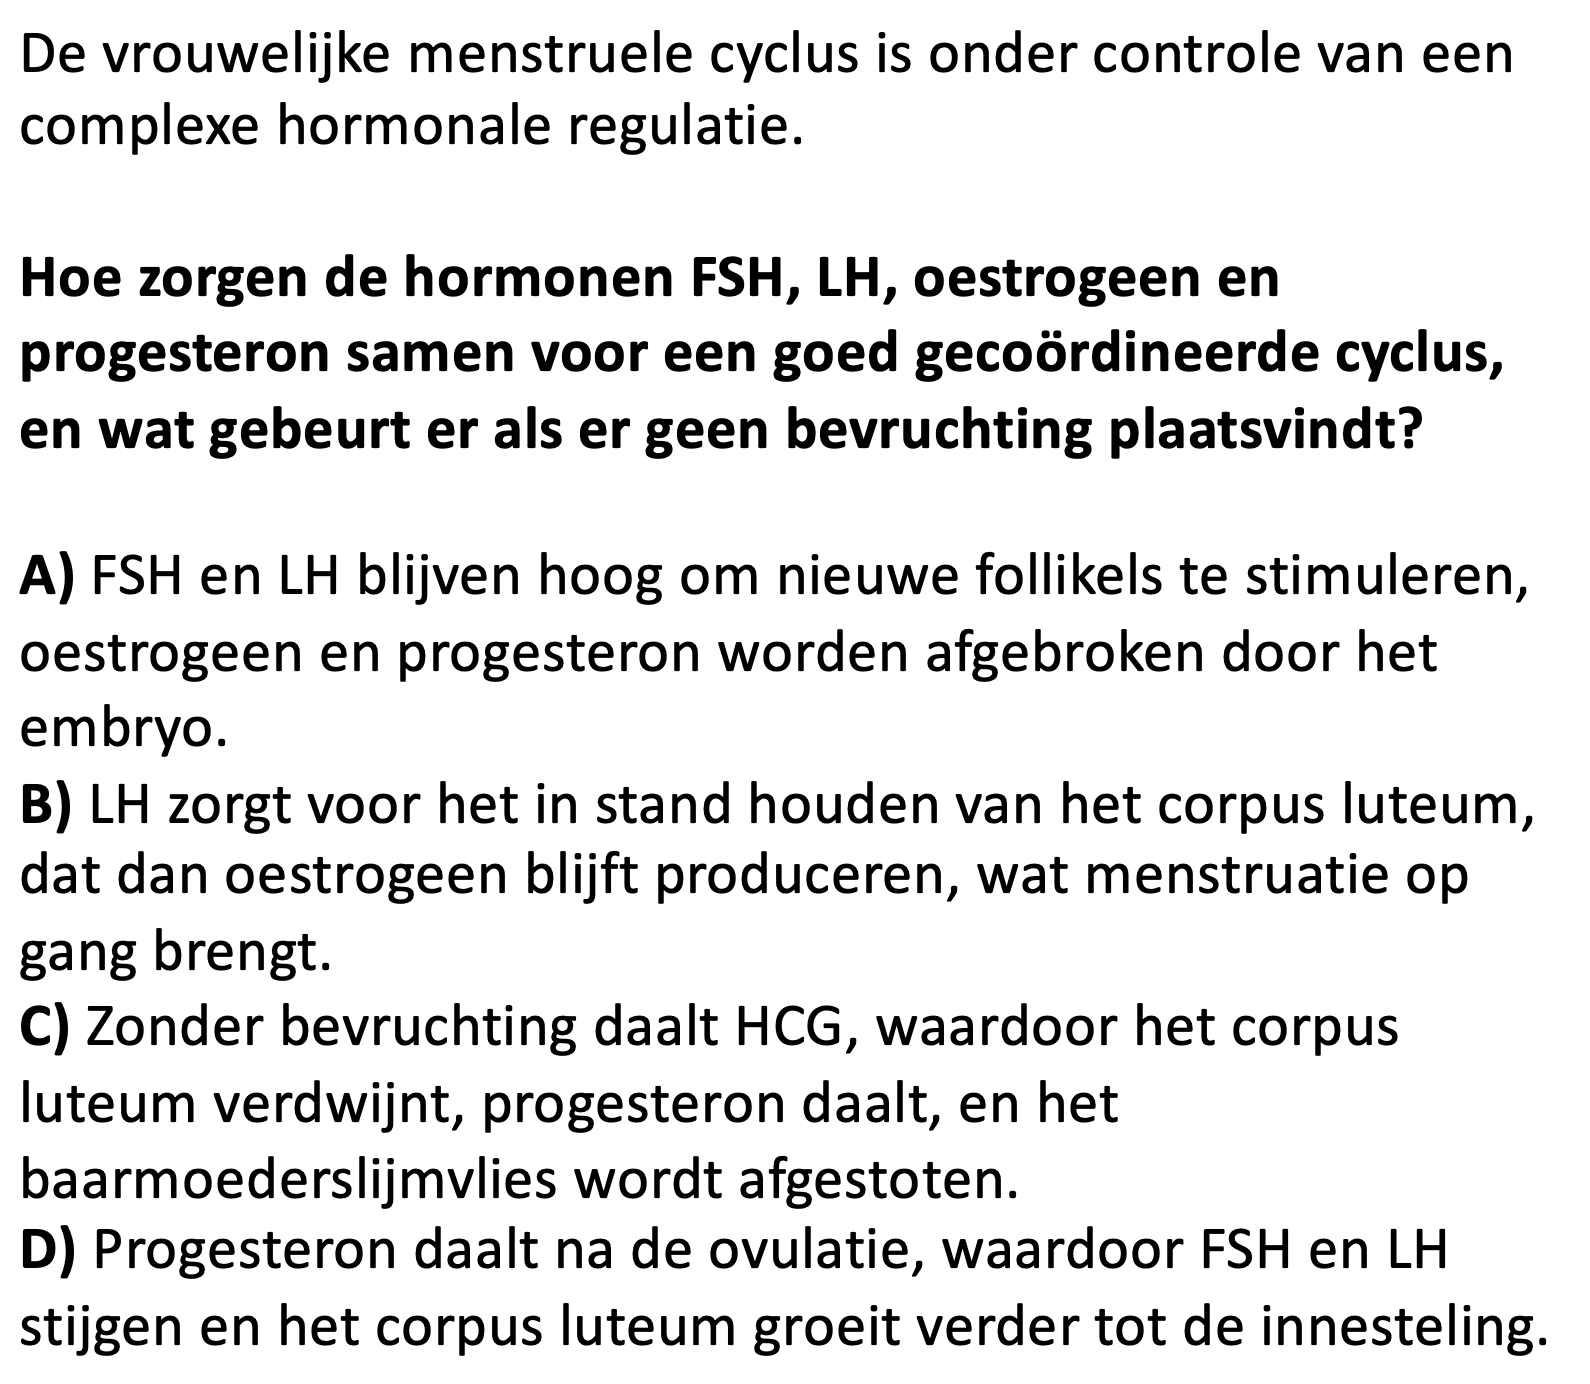 De vrouwelijke menstruele cyclus is onder controle van een
complexe hormonale regulatie.
Hoe zorgen de hormonen FSH, LH, oestrogeen en
progesteron samen voor een goed gecoördineerde cyclus,
en wat gebeurt er als er geen bevruchting plaatsvindt?
A) FSH en LH blijven hoog om nieuwe follikels te stimuleren,
oestrogeen en progesteron worden afgebroken door het
embryo.
B) LH zorgt voor het in stand houden van het corpus luteum,
dat dan oestrogeen blijft produceren, wat menstruatie op
gang brengt.
C) Zonder bevruchting daalt HCG, waardoor het corpus
luteum verdwijnt, progesteron daalt, en het
baarmoederslijmvlies wordt afgestoten.
D) Progesteron daalt na de ovulatie, waardoor FSH en LH
stijgen en het corpus luteum groeit verder tot de innesteling.